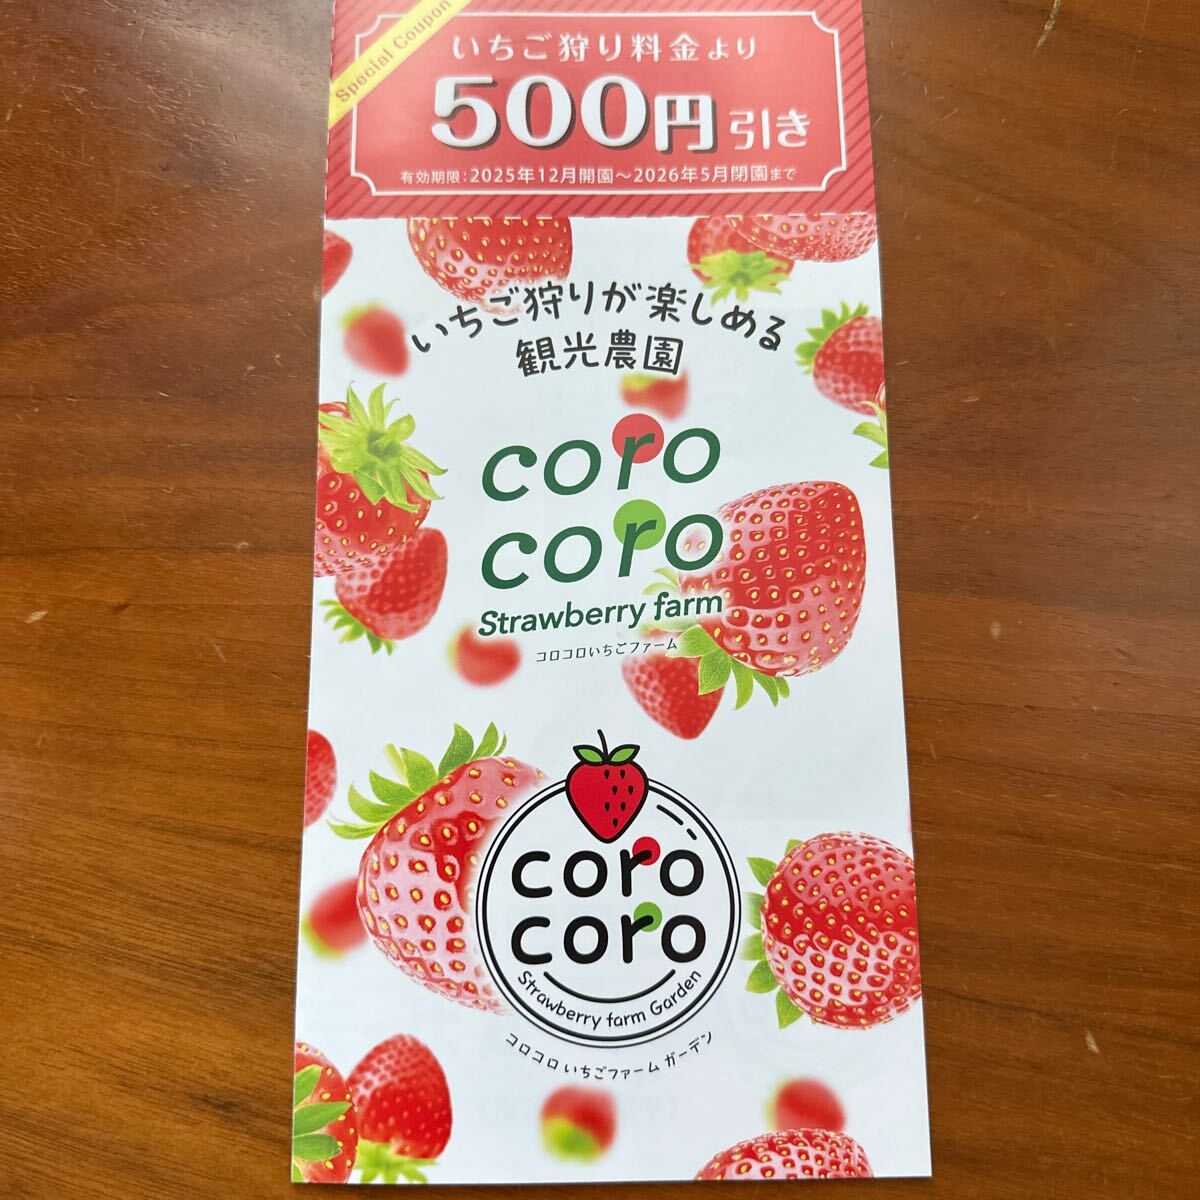 Special Coupon
いちご狩り料金より
500円引き
有効期限：2025年12月開園〜2026年5月閉園まで
いちご狩りが楽しめる
観光農園
coro
coro
Strawberry farm
コロコロいちごファーム
coro
coro
Strawberry farm Garden
コロコロ いちごファーム ガーデン